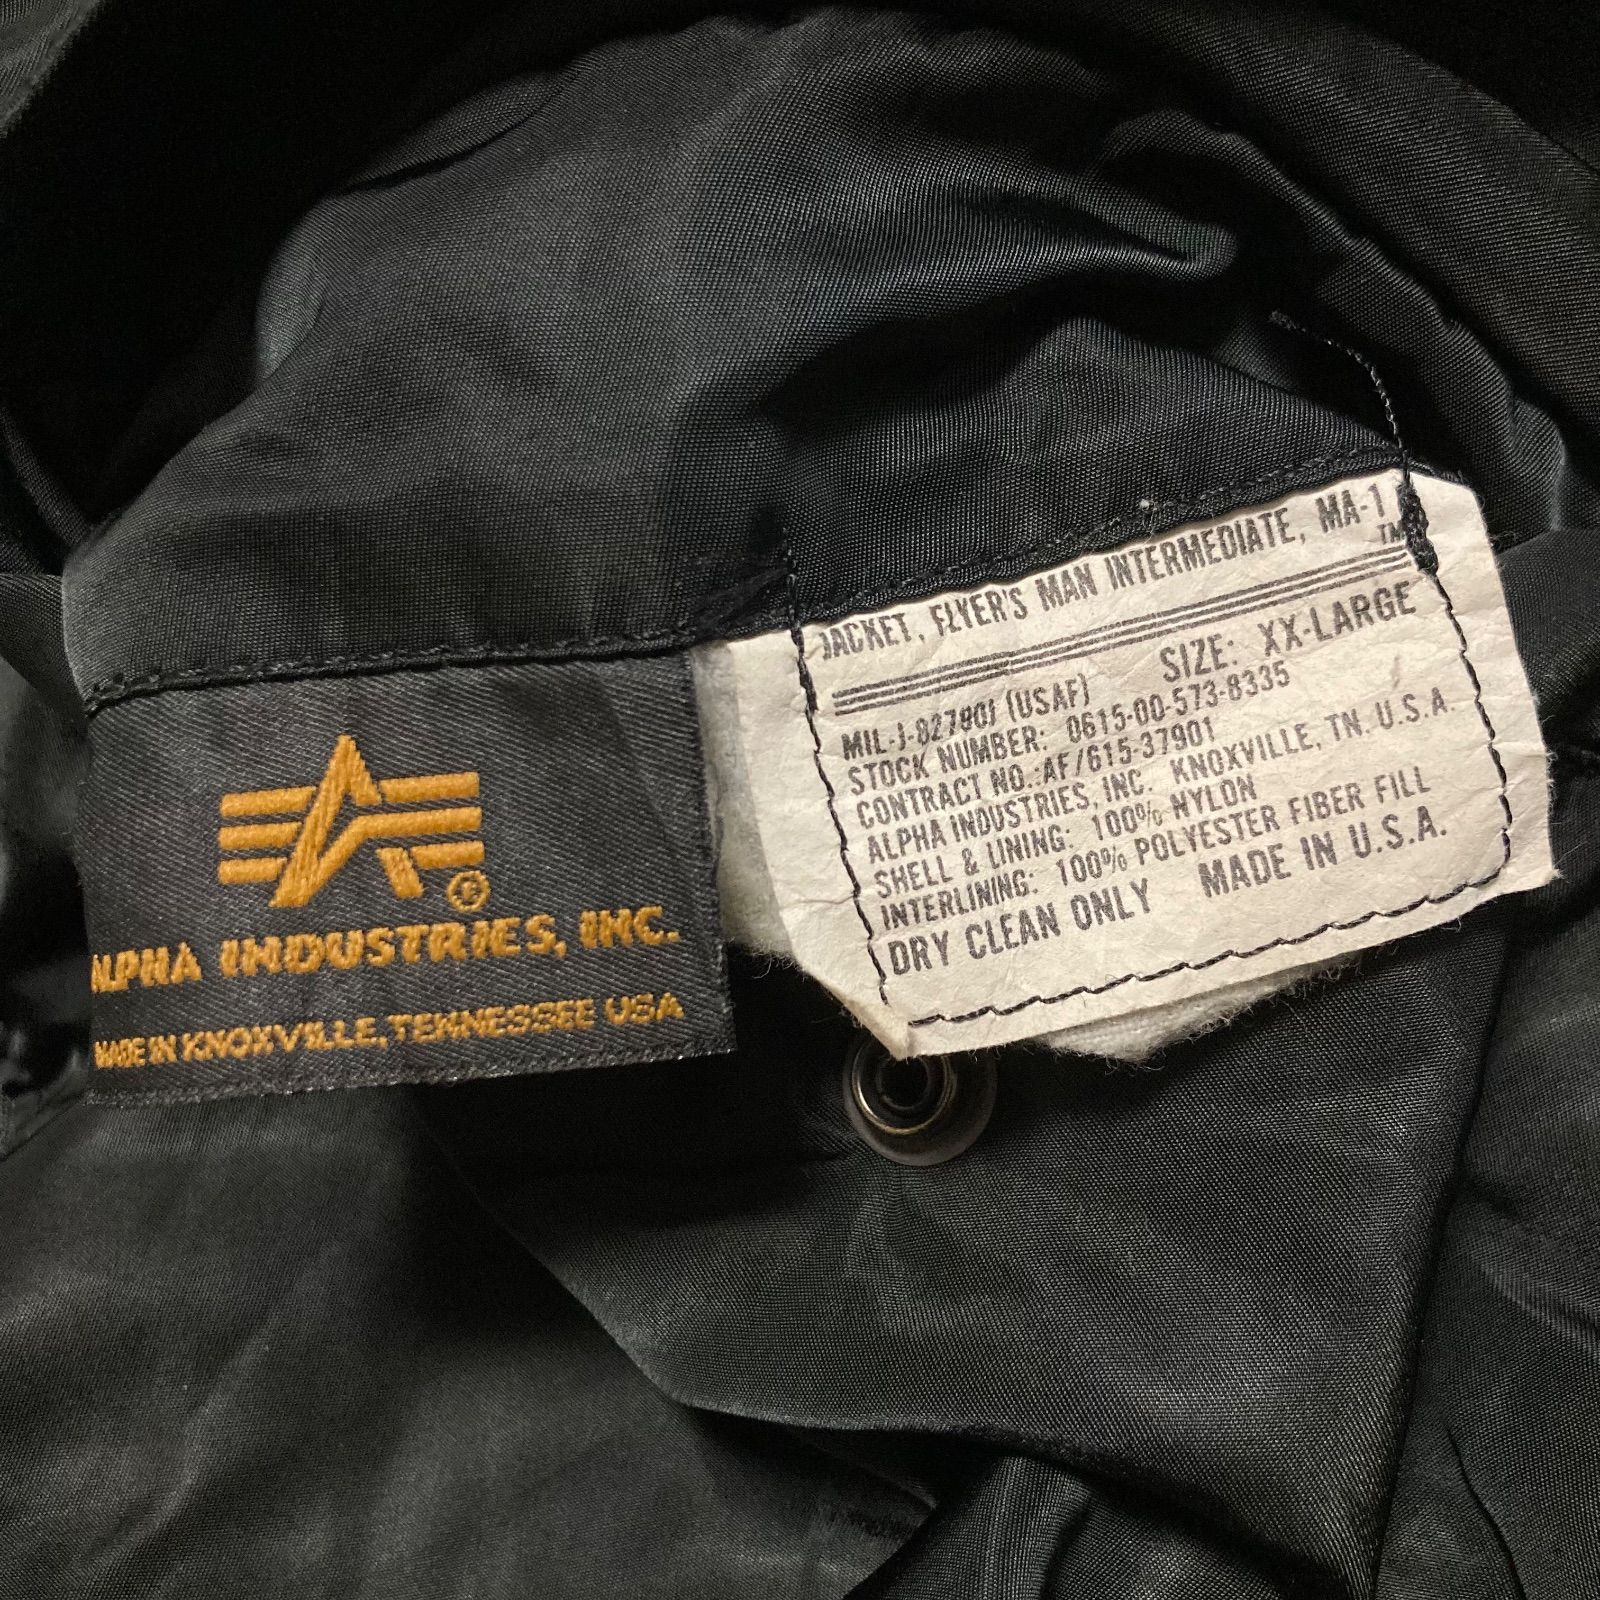 ALPHA INDUSTRIES, INC.
MADE IN KNOXVILLE, TENNESSEE USA
JACKET, FLYER'S MAN INTERMEDIATE, MA-1
TM
SIZE: XX-LARGE
MIL-J-827901 (USAF)
STOCK NUMBER: 0615-00-573-8335
CONTRACT NO.:AF/615-37901
ALPHA INDUSTRIES, INC. KNOXVILLE, TN. U.S.A.
SHELL & LINING: 100% NYLON
INTERLINING: 100% POLYESTER FIBER FILL
DRY CLEAN ONLY MADE IN U.S.A.